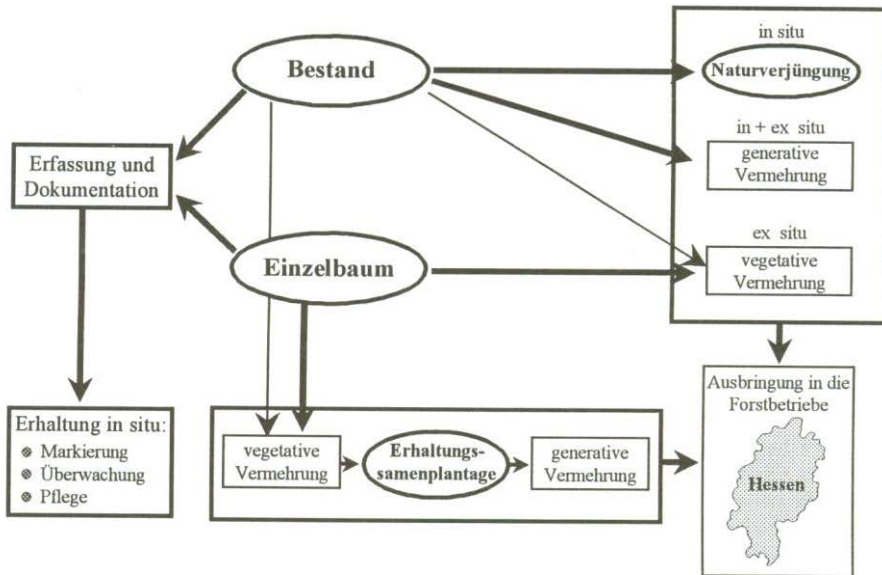 in situ
Bestand
Naturverjüngung
in + ex situ
Erfassung und
Dokumentation
generative
Vermehrung
ex situ
Einzelbaum
vegetative
Vermehrung
Ausbringung in die
Forstbetriebe
Hessen
Erhaltung in situ:
Markierung
Überwachung
Pflege
vegetative
Vermehrung
Erhaltungs-
samenplantage
generative
Vermehrung